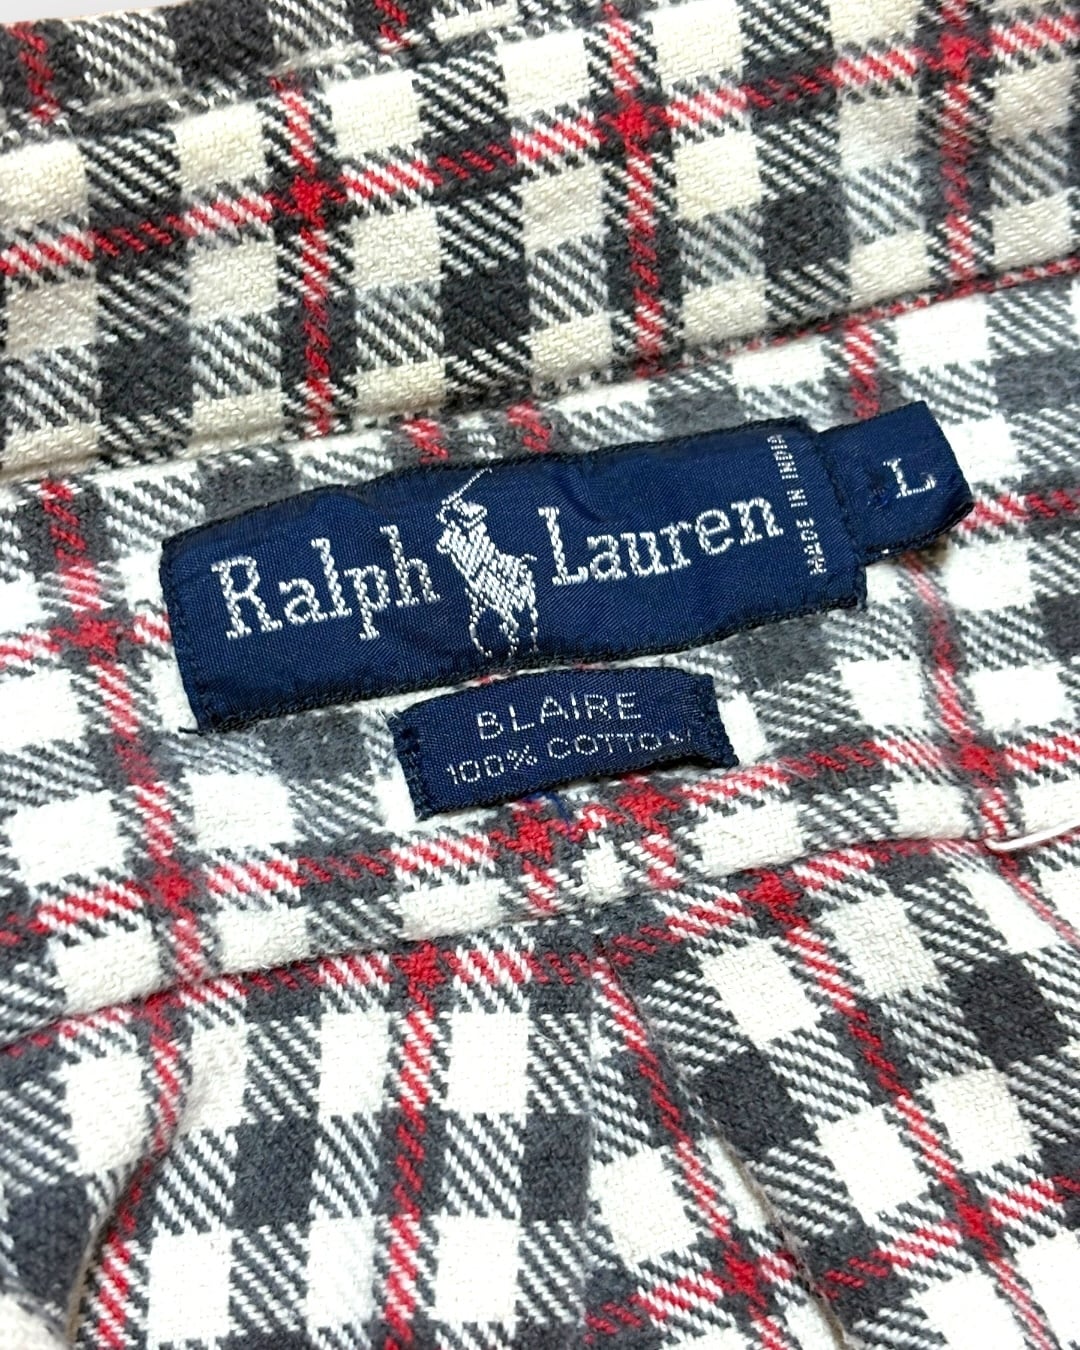 Ralph Lauren
MADE IN INDIA
L
BLAIRE
100% COTTON